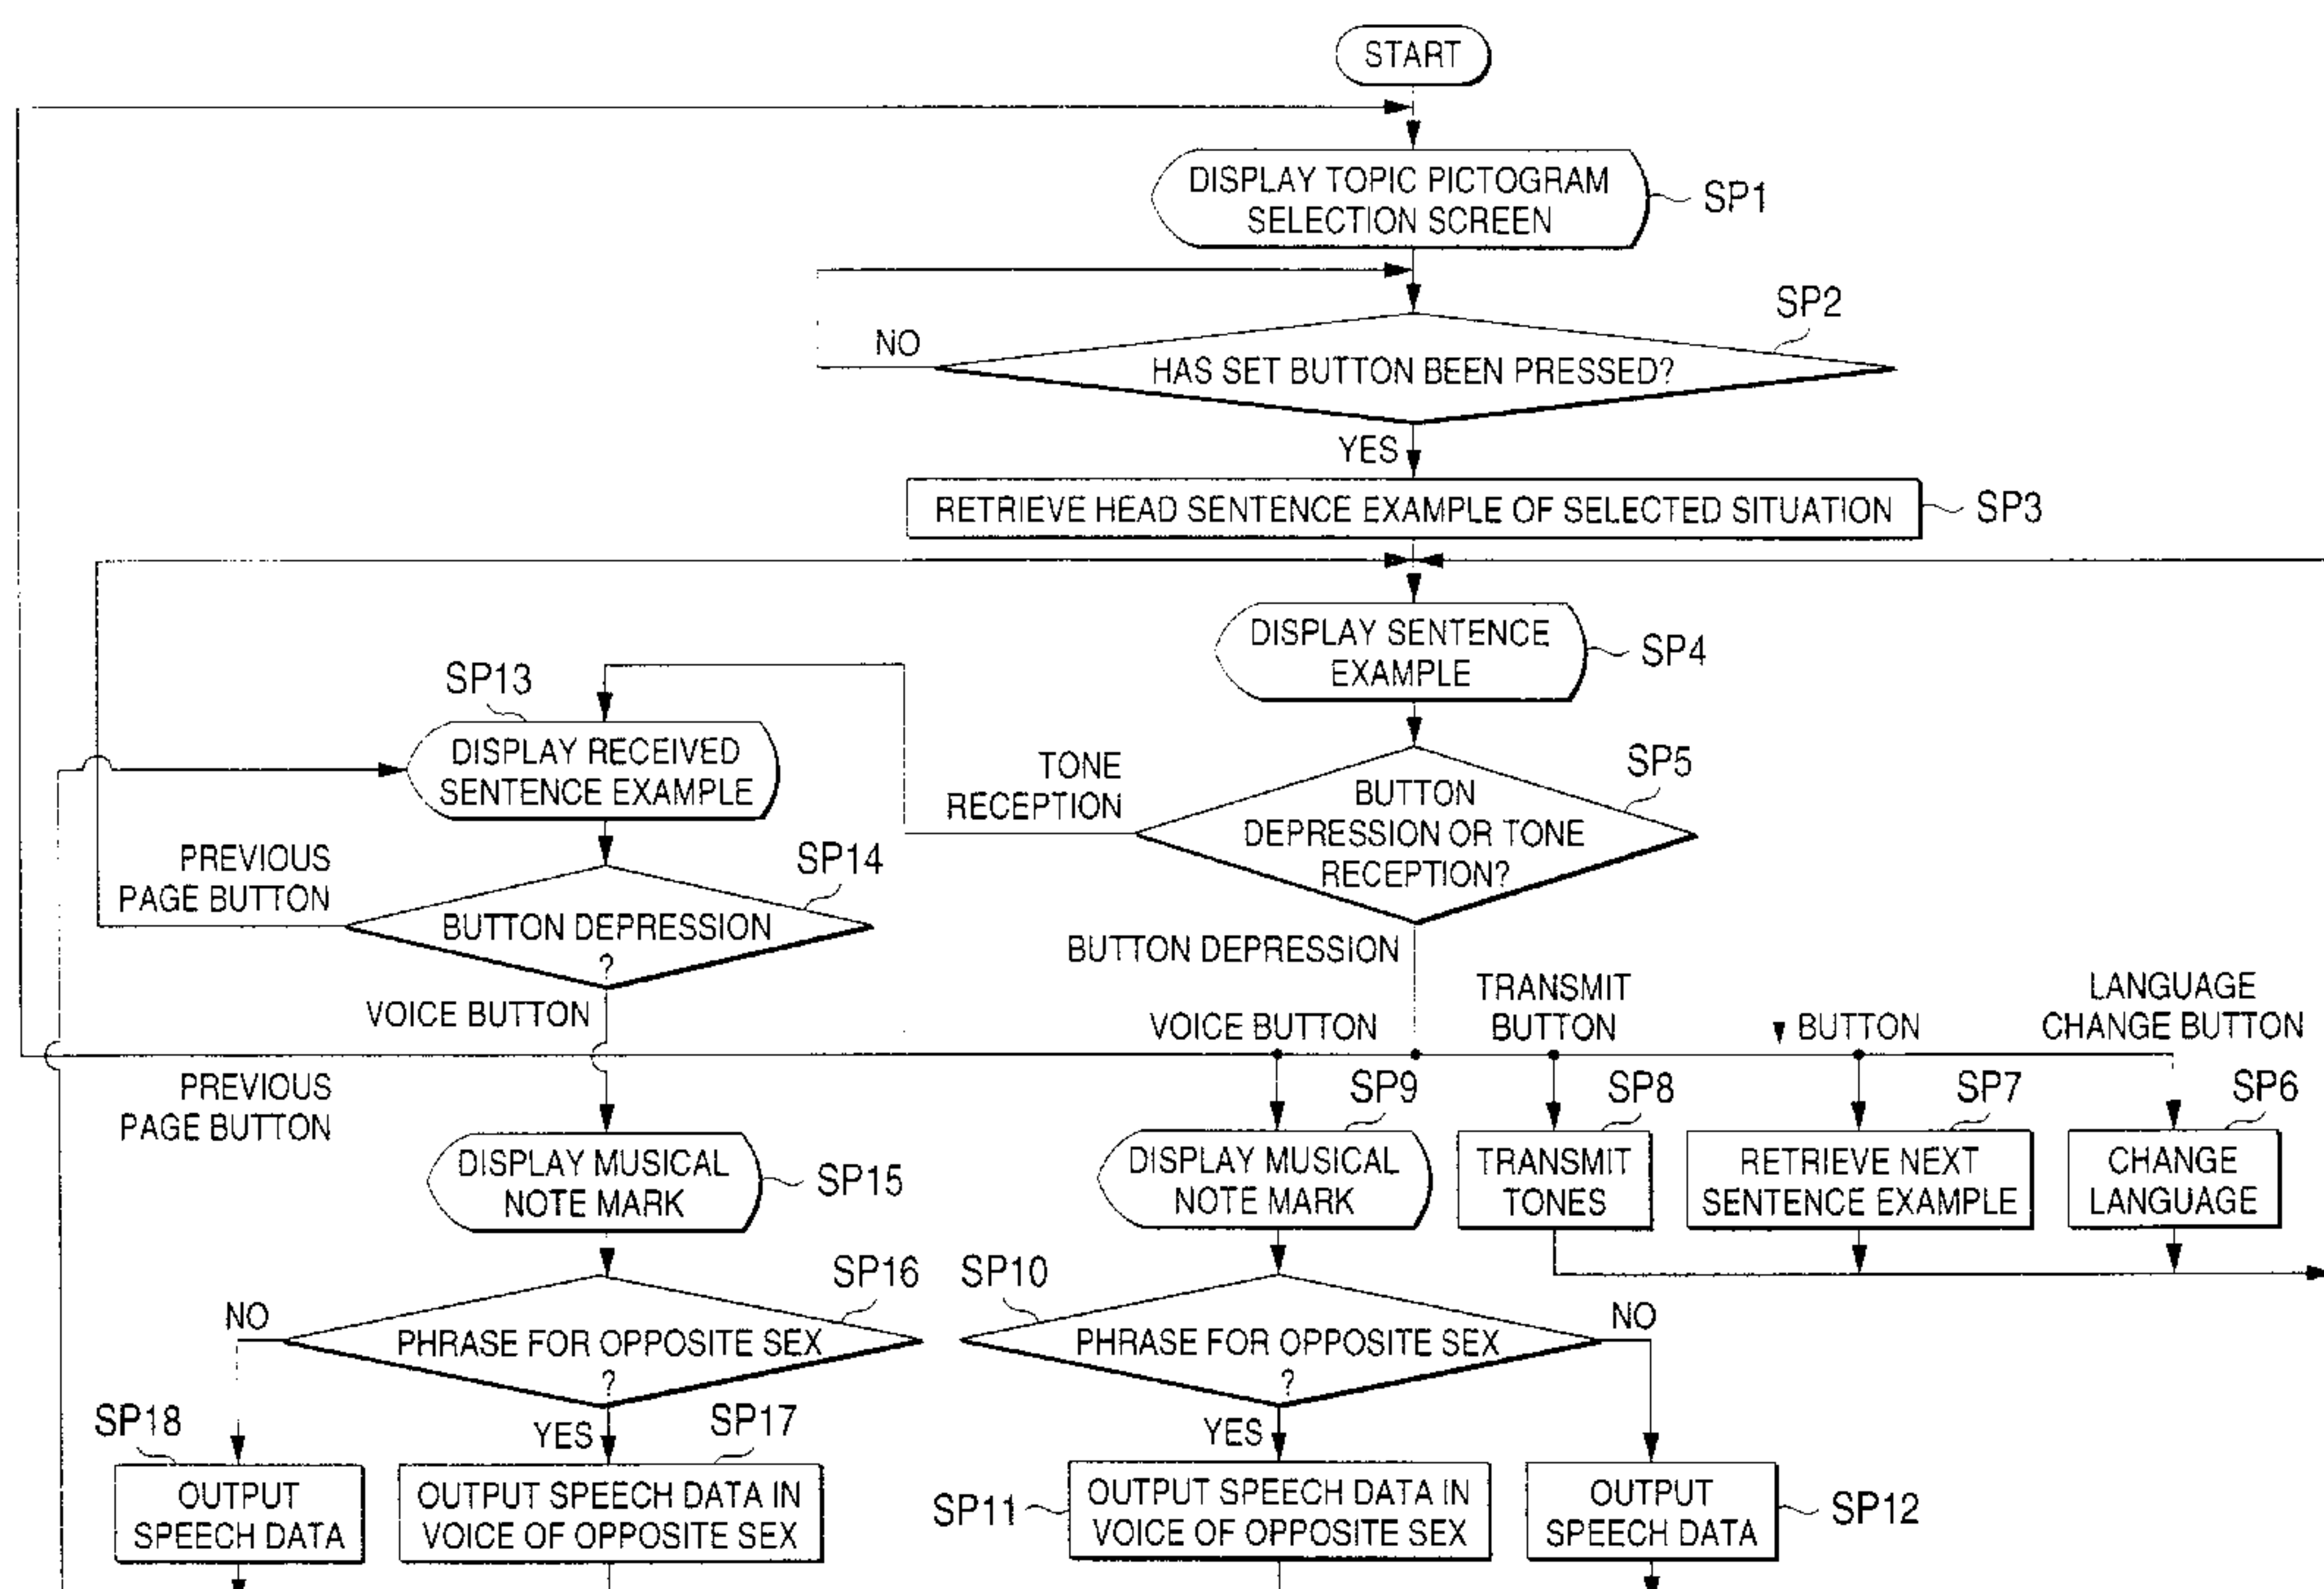 START
DISPLAY TOPIC PICTOGRAM
SELECTION SCREEN
SP1
SP2
NO
HAS SET BUTTON BEEN PRESSED?
YES
RETRIEVE HEAD SENTENCE EXAMPLE OF SELECTED SITUATION
SP3
DISPLAY SENTENCE
EXAMPLE
SP4
SP13
DISPLAY RECEIVED
SENTENCE EXAMPLE
TONE
RECEPTION
SP5
BUTTON
DEPRESSION OR TONE
RECEPTION?
PREVIOUS
PAGE BUTTON
SP14
BUTTON DEPRESSION
?
BUTTON DEPRESSION
VOICE BUTTON
VOICE BUTTON
TRANSMIT
BUTTON
▼ BUTTON
LANGUAGE
CHANGE BUTTON
PREVIOUS
PAGE BUTTON
SP9
SP8
SP7
SP6
DISPLAY MUSICAL
NOTE MARK
SP15
DISPLAY MUSICAL
NOTE MARK
TRANSMIT
TONES
RETRIEVE NEXT
SENTENCE EXAMPLE
CHANGE
LANGUAGE
SP16
NO
PHRASE FOR OPPOSITE SEX
?
SP10
PHRASE FOR OPPOSITE SEX
?
NO
SP18
YES
SP17
YES
OUTPUT
SPEECH DATA
OUTPUT SPEECH DATA IN
VOICE OF OPPOSITE SEX
SP11
OUTPUT SPEECH DATA IN
VOICE OF OPPOSITE SEX
OUTPUT
SPEECH DATA
SP12